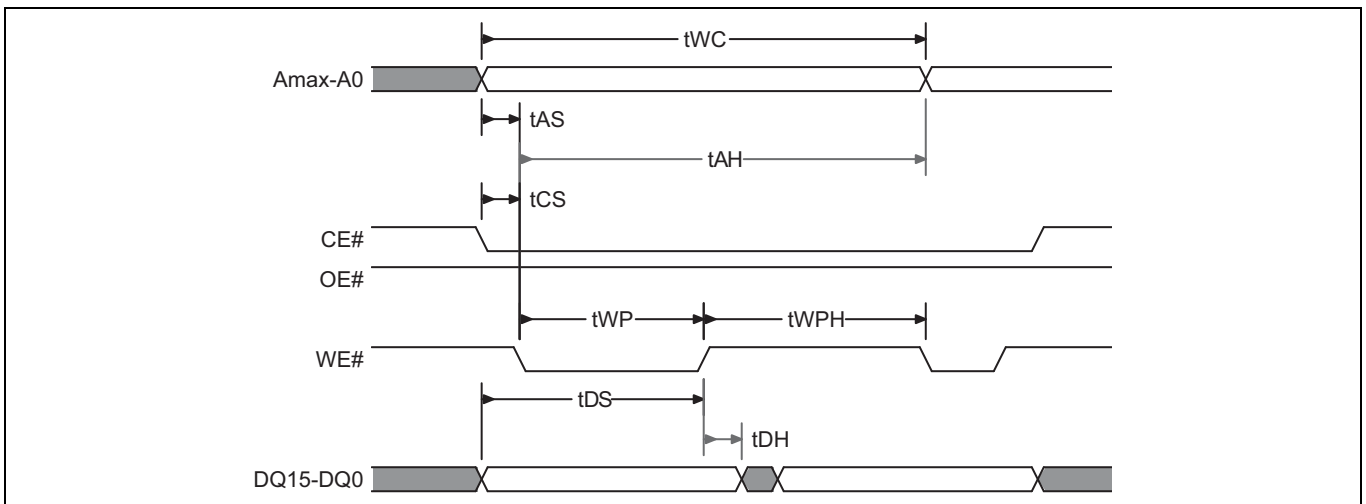 tWC
Amax-A0
tAS
tAH
tCS
CE#
OE#
tWP
tWPH
WE#
tDS
tDH
DQ15-DQ0